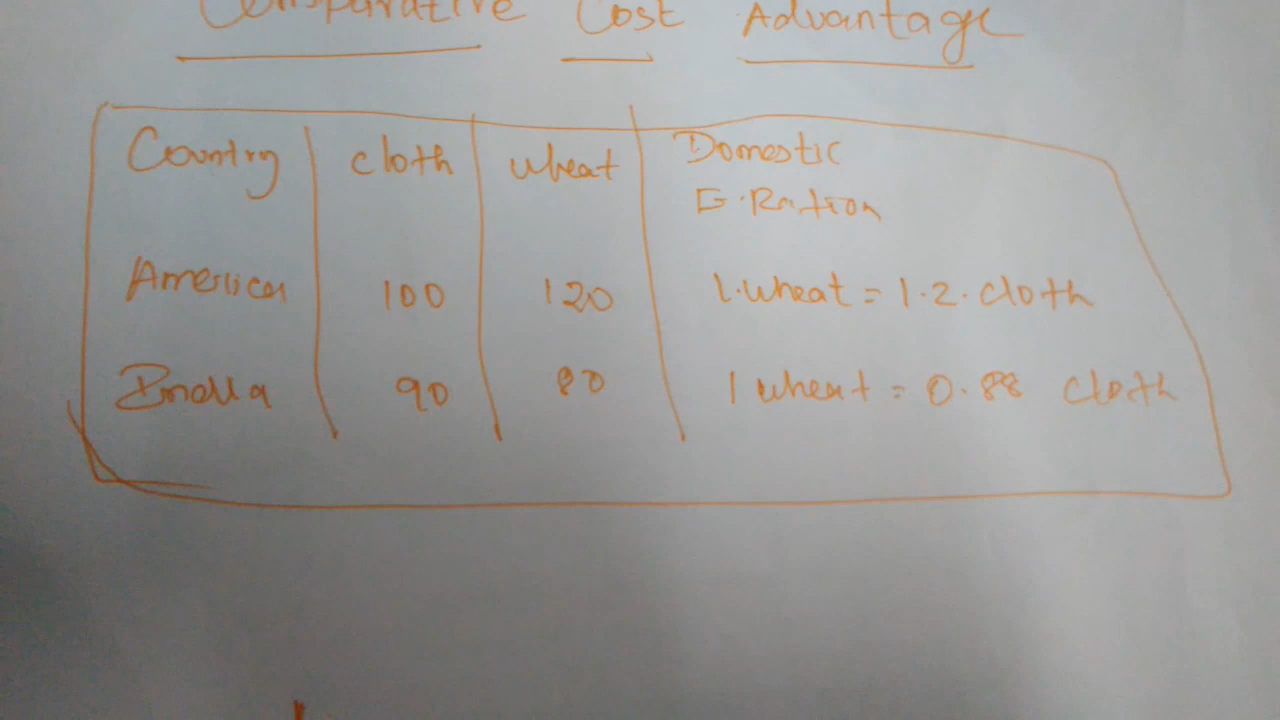 Comparative Cost Advantage
Country cloth wheat Domestic
E.Ration
America 100 120 1.wheat = 1.2.cloth
India 90 80 1 wheat = 0.88 cloth